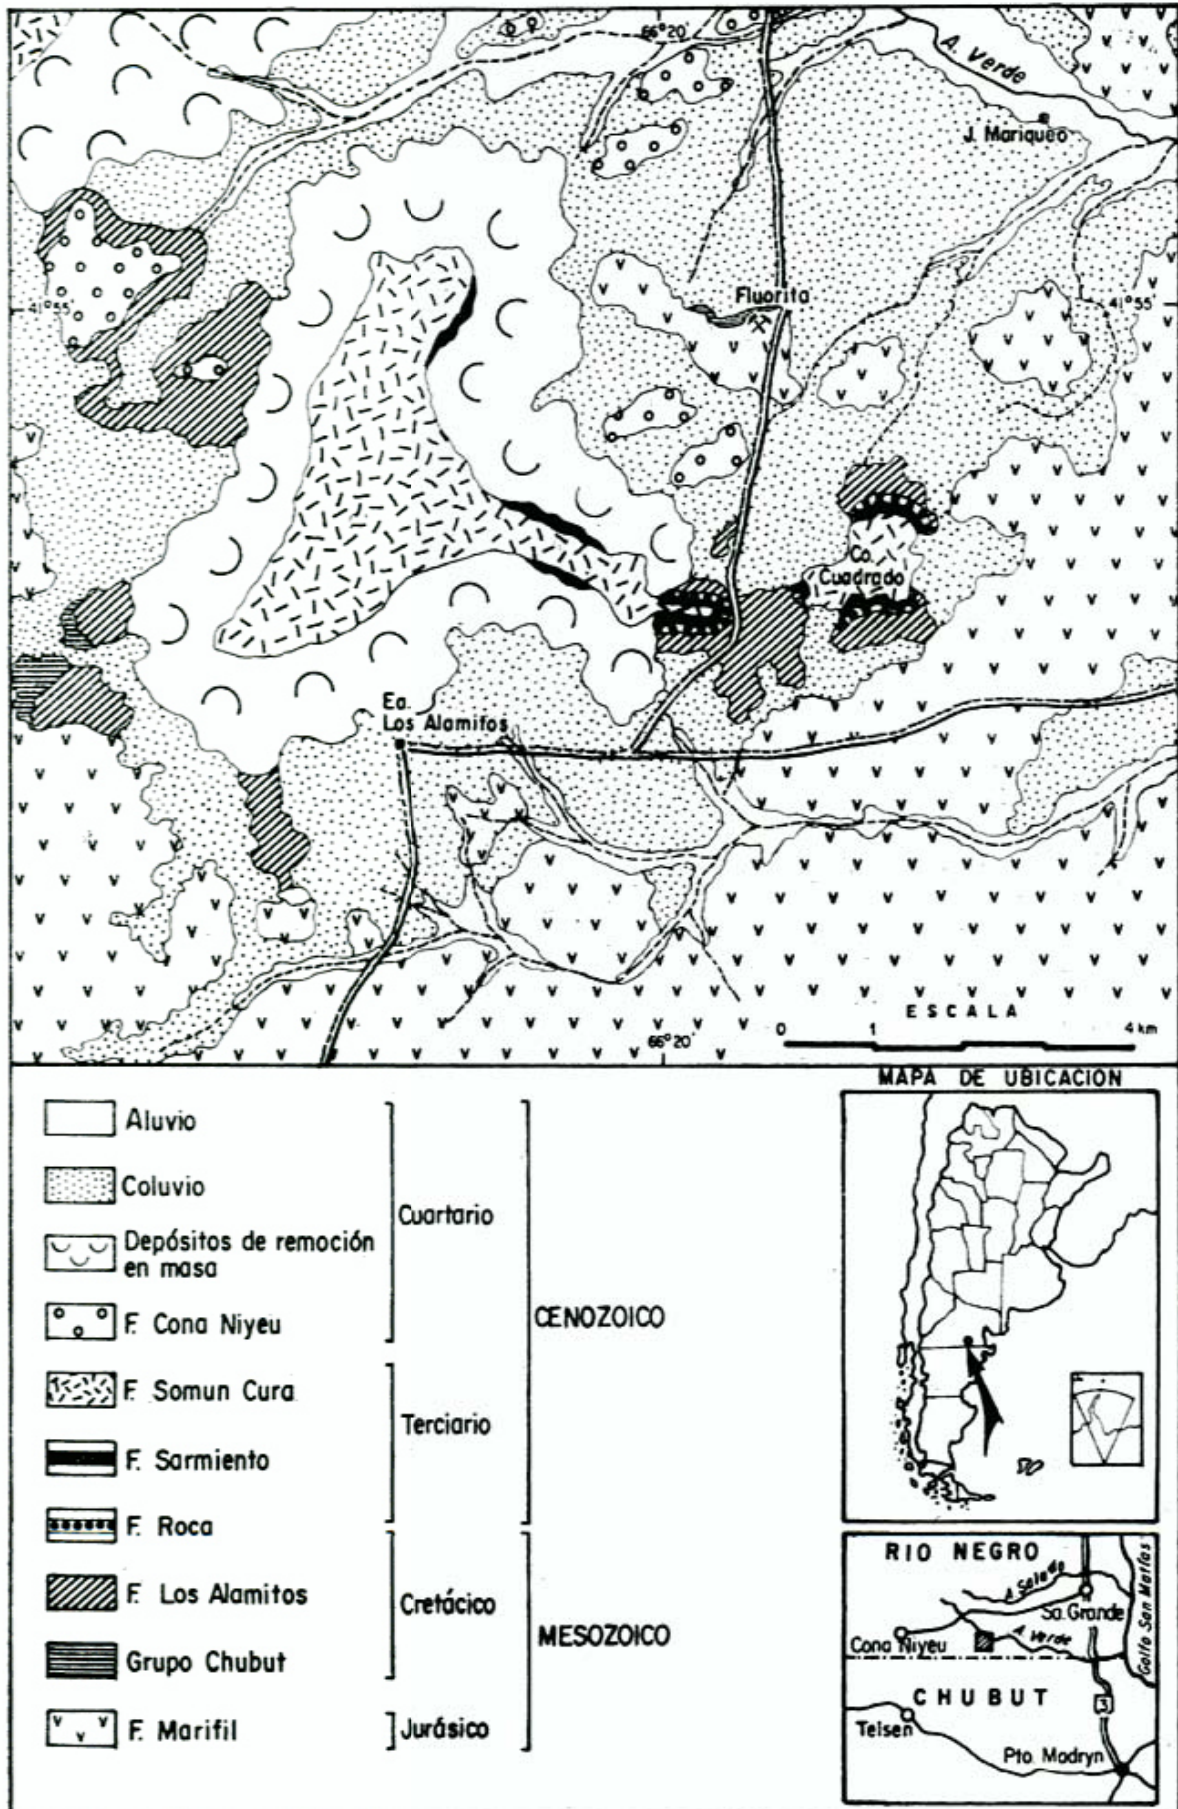 66°20'
A. Verde
J. Mariqueo
41°55
Fluorita
41°55
Co.
Cuadrado
Ea.
Los Alamitos
ESCALA
66°20'
0 1 4 km
MAPA DE UBICACION
Aluvio
Coluvio
Depósitos de remoción
en masa
F. Cona Niyeu
Cuartario
F. Somun Cura
F. Sarmiento
Terciario
CENOZOICO
F. Roca
F. Los Alamitos
Grupo Chubut
Cretácico
F. Marifil
Jurásico
MESOZOICO
RIO NEGRO
A. Salado
Sa. Grande
Cona Niyeu
A. Verde
Golfo San Matías
CHUBUT
3
Telsen
Pto. Madryn